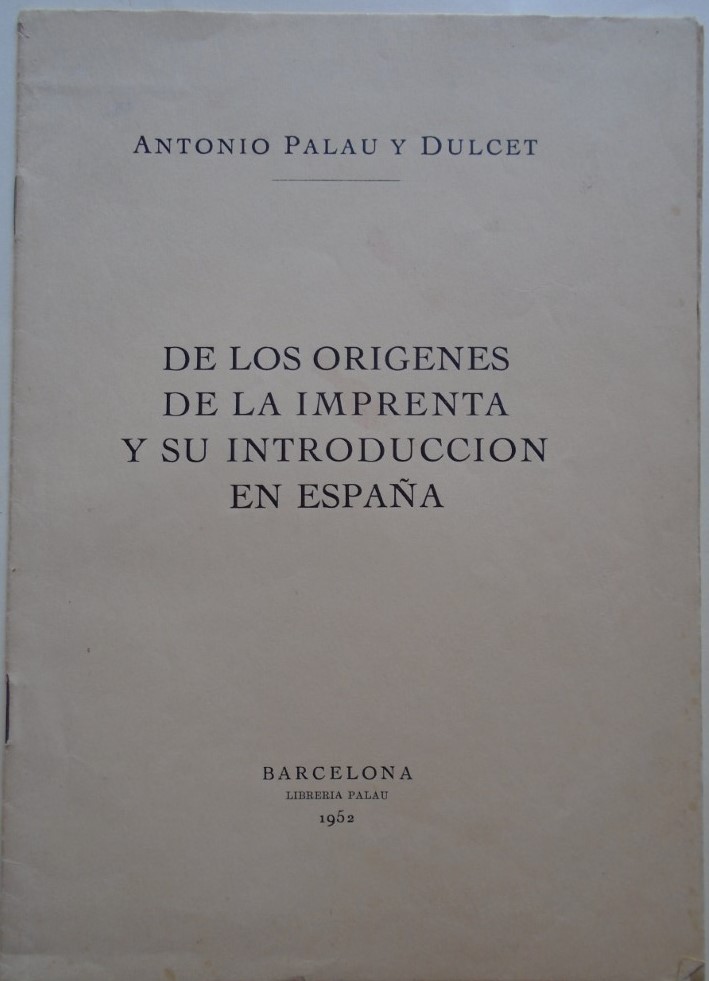 ANTONIO PALAU Y DULCET
DE LOS ORIGENES
DE LA IMPRENTA
Y SU INTRODUCCION
EN ESPAÑA
BARCELONA
LIBRERIA PALAU
1952